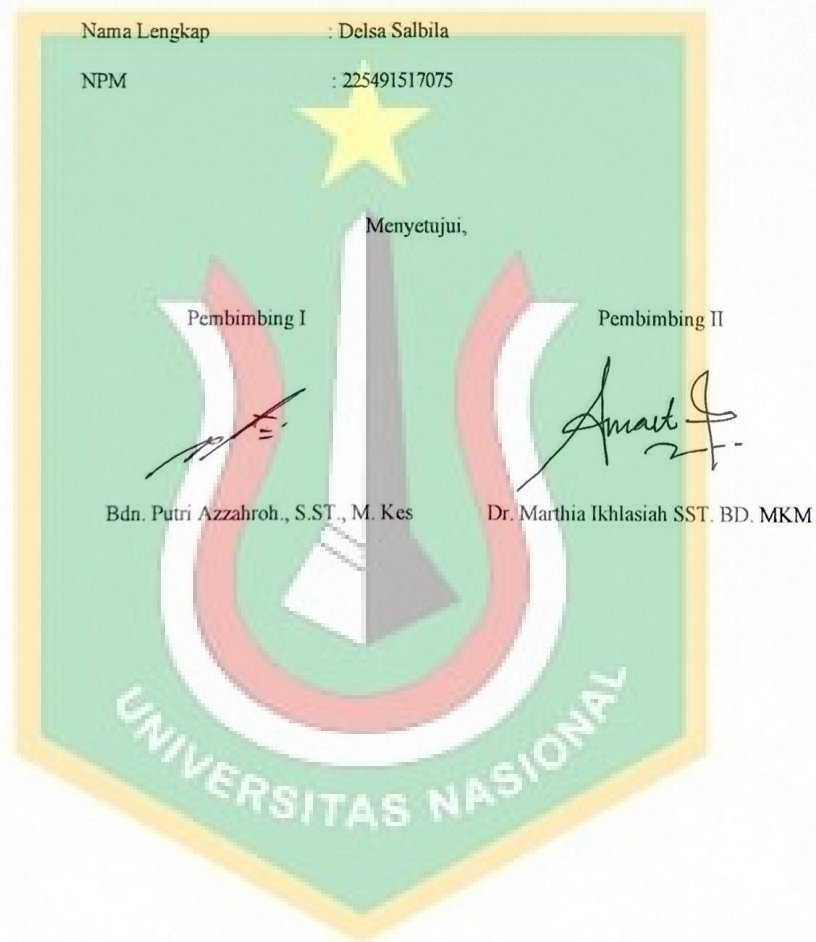 Nama Lengkap : Delsa Salbila
NPM : 225491517075
Menyetujui,
Pembimbing I Pembimbing II
Bdn. Putri Azzahroh., S.ST., M. Kes Dr. Marthia Ikhlasiah SST. BD. MKM
UNIVERSITAS NASIONAL